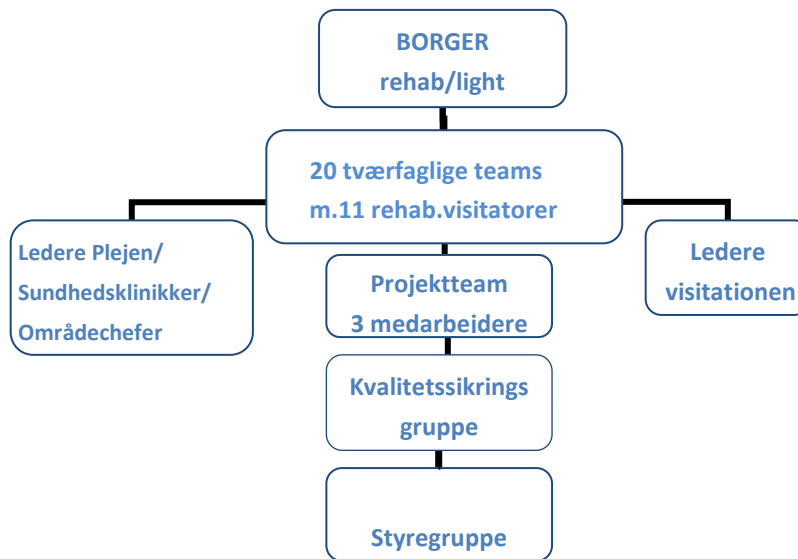 BORGER
rehab/light
20 tværfaglige teams
m.11 rehab.visitatorer
Ledere Plejen/
Sundhedsklinikker/
Områdechefer
Ledere
visitationen
Projektteam
3 medarbejdere
Kvalitetssikrings
gruppe
Styregruppe